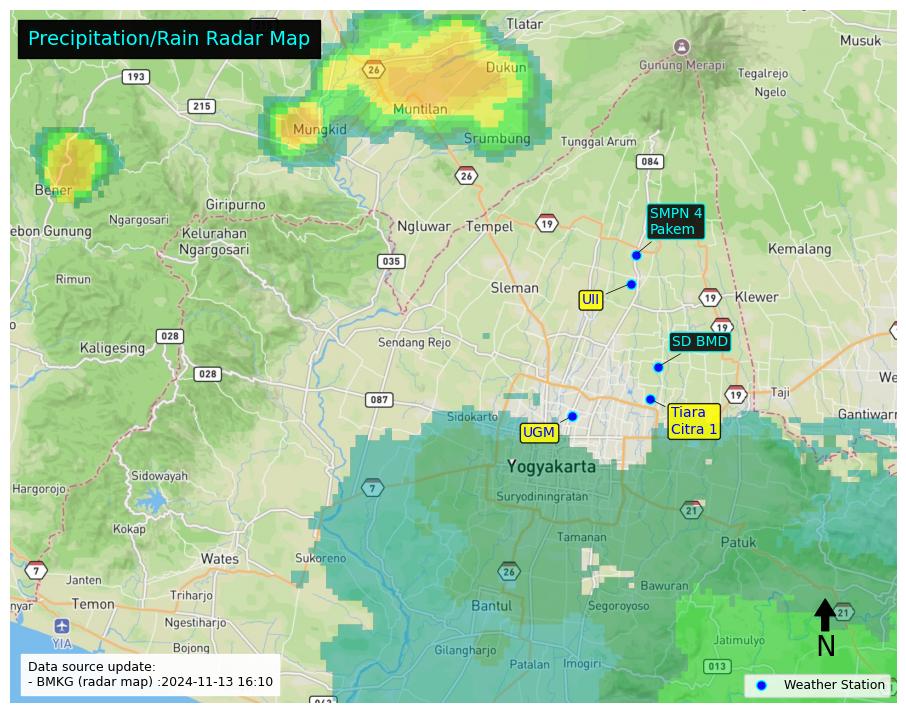 Precipitation/Rain Radar Map
Tlatar
Musuk
193
26
Dukun
Gunung Merapi
Tegalrejo
Ngelo
215
Muntilan
Mungkid
Srumbung
Tunggal Arum
084
26
Bener
Giripurno
Ngargosari
SMPN 4
Pakem
ebon Gunung
Kelurahan
Ngargosari
Ngluwar
Tempel
19
Kemalang
035
Rimun
UII
Sleman
19
Klewer
19
028
Kaligesing
Sendang Rejo
SD BMD
028
We
087
19
Taji
Sidokarto
UGM
Tiara
Citra 1
Gantiwarn
Yogyakarta
Sidowayah
Hargorojo
7
Suryodiningratan
21
Kokap
Tamanan
Patuk
Wates
Sukoreno
7
Janten
26
Bawuran
nyar
Temon
Triharjo
Bantul
Segoroyoso
21
Ngestiharjo
YIA
Bojong
Gilangharjo
Patalan
Imogiri
Jatimulyo
N
013
Data source update:
- BMKG (radar map) :2024-11-13 16:10
Weather Station